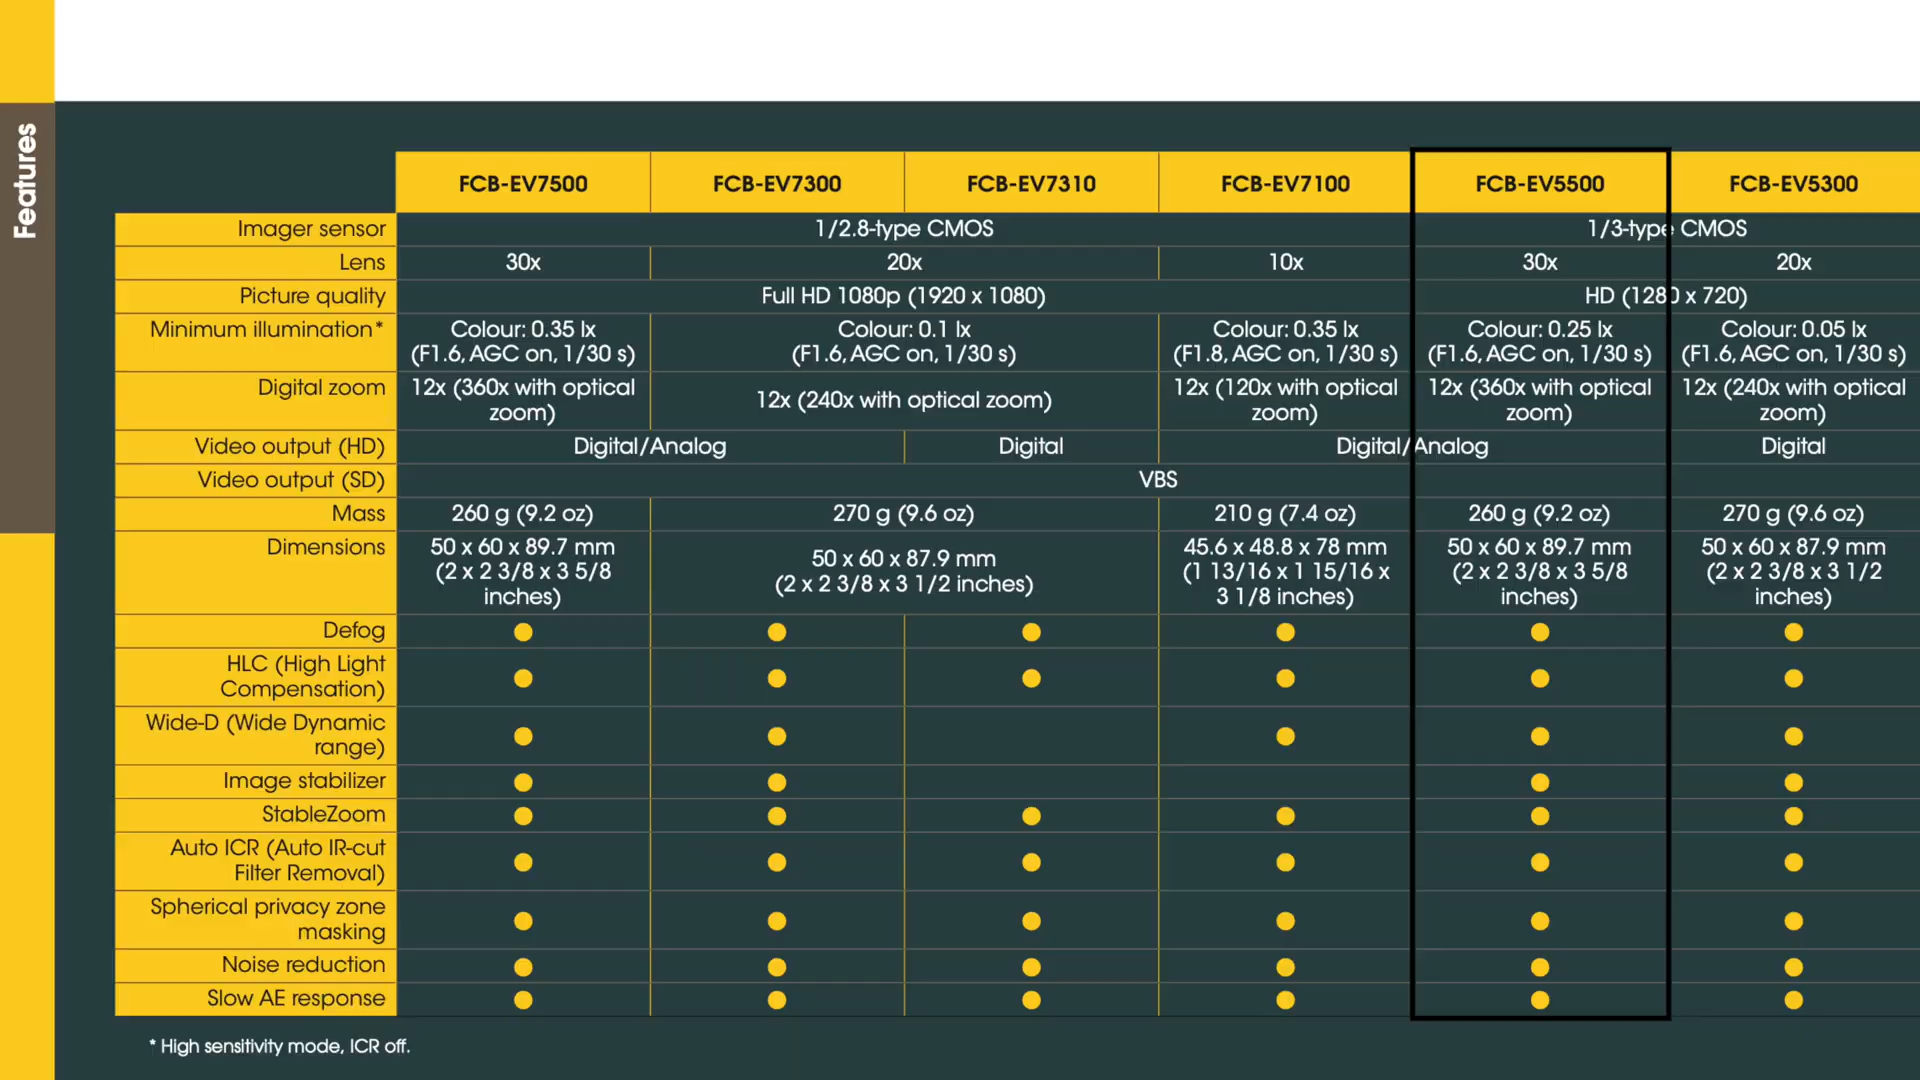 Features
FCB-EV7500 FCB-EV7300 FCB-EV7310 FCB-EV7100 FCB-EV5500 FCB-EV5300
Imager sensor 1/2.8-type CMOS 1/3-type CMOS
Lens 30x 20x 10x 30x 20x
Picture quality Full HD 1080p (1920 x 1080) HD (1280 x 720)
Minimum illumination* Colour: 0.35 lx Colour: 0.1 lx Colour: 0.35 lx Colour: 0.25 lx Colour: 0.05 lx
(F1.6, AGC on, 1/30 s) (F1.6, AGC on, 1/30 s) (F1.8, AGC on, 1/30 s) (F1.6, AGC on, 1/30 s) (F1.6, AGC on, 1/30 s)
Digital zoom 12x (360x with optical 12x (240x with optical zoom) 12x (120x with optical 12x (360x with optical 12x (240x with optical
zoom) zoom) zoom) zoom)
Video output (HD) Digital/Analog Digital Digital/Analog Digital
Video output (SD) VBS
Mass 260 g (9.2 oz) 270 g (9.6 oz) 210 g (7.4 oz) 260 g (9.2 oz) 270 g (9.6 oz)
Dimensions 50 x 60 x 89.7 mm 50 x 60 x 87.9 mm 45.6 x 48.8 x 78 mm 50 x 60 x 89.7 mm 50 x 60 x 87.9 mm
(2 x 2 3/8 x 3 5/8 (2 x 2 3/8 x 3 1/2 inches) (1 13/16 x 1 15/16 x (2 x 2 3/8 x 3 5/8 (2 x 2 3/8 x 3 1/2
inches) 3 1/8 inches) inches) inches)
Defog
HLC (High Light
Compensation)
Wide-D (Wide Dynamic
range)
Image stabilizer
StableZoom
Auto ICR (Auto IR-cut
Filter Removal)
Spherical privacy zone
masking
Noise reduction
Slow AE response
* High sensitivity mode, ICR off.